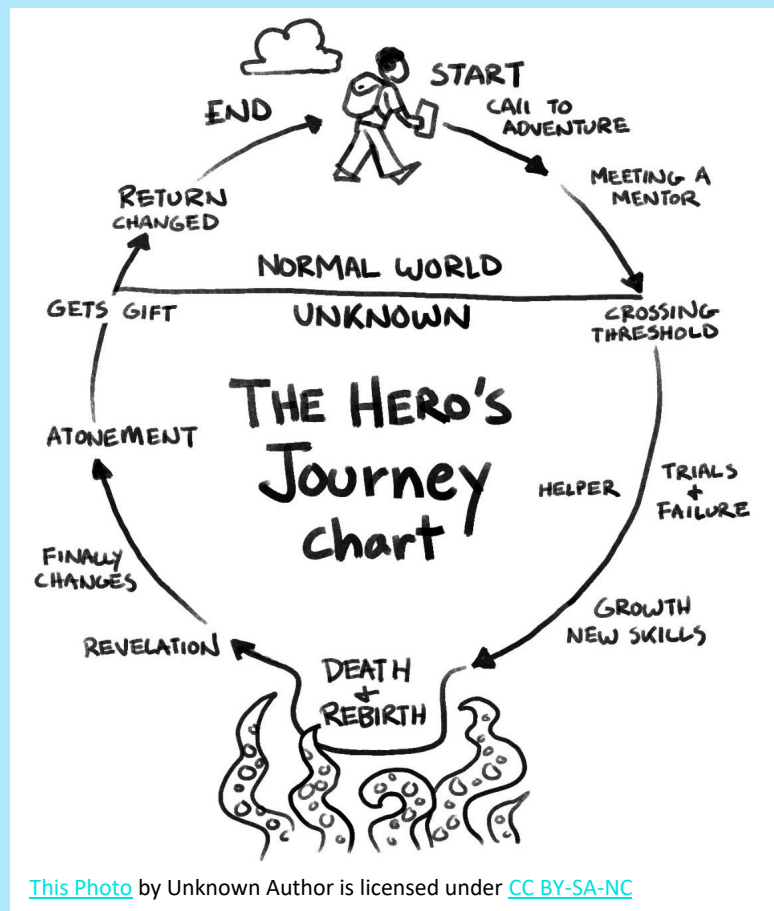 START
CALL TO
ADVENTURE
MEETING A
MENTOR
CROSSING
THRESHOLD
HELPER
TRIALS
+
FAILURE
GROWTH
NEW SKILLS
DEATH
+
REBIRTH
REVELATION
FINALLY
CHANGES
ATONEMENT
GETS GIFT
RETURN
CHANGED
END
NORMAL WORLD
UNKNOWN
THE HERO'S
Journey
chart
This Photo by Unknown Author is licensed under CC BY-SA-NC